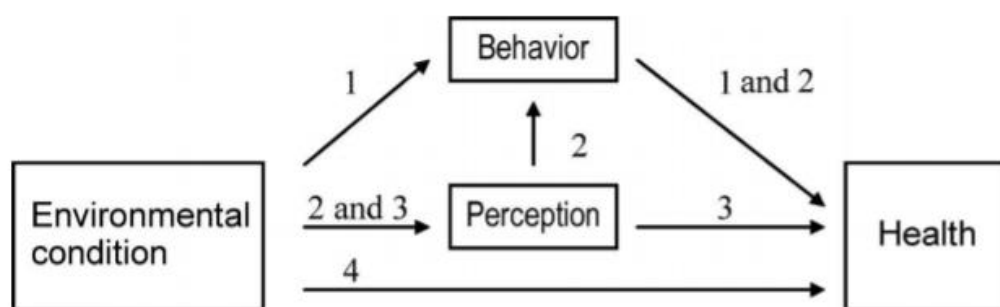 Behavior
1
1 and 2
2
Environmental
condition
2 and 3
Perception
3
Health
4